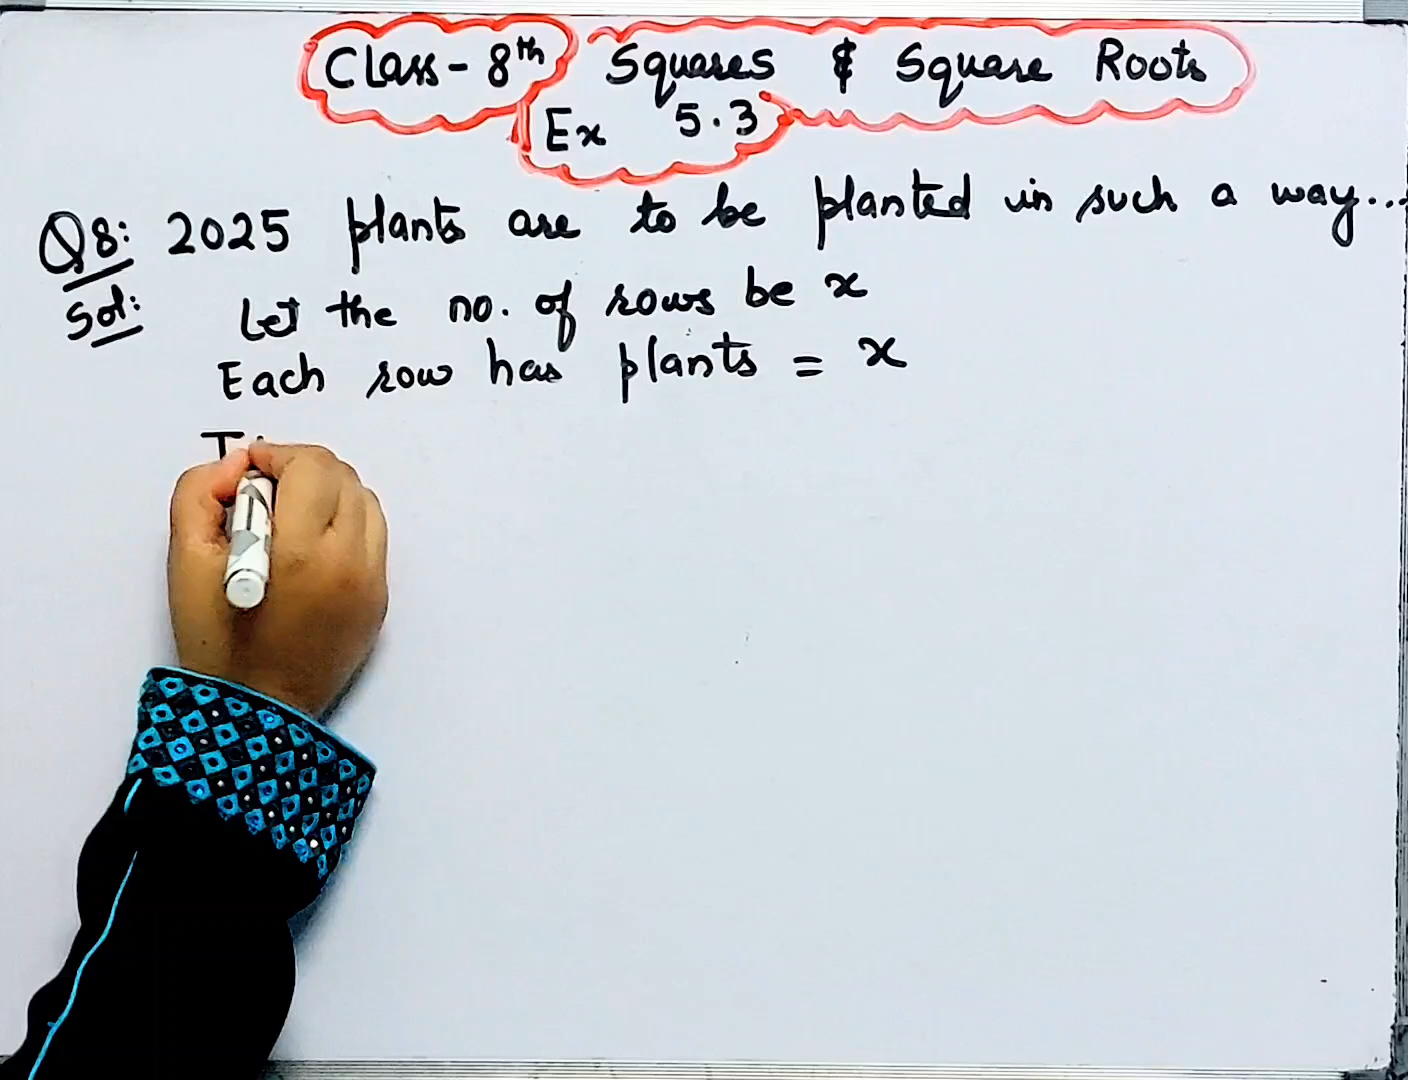 Class - 8th Squares & Square Roots
Ex 5.3
Q8: 2025 plants are to be planted in such a way...
Sol: Let the no. of rows be x
Each row has plants = x